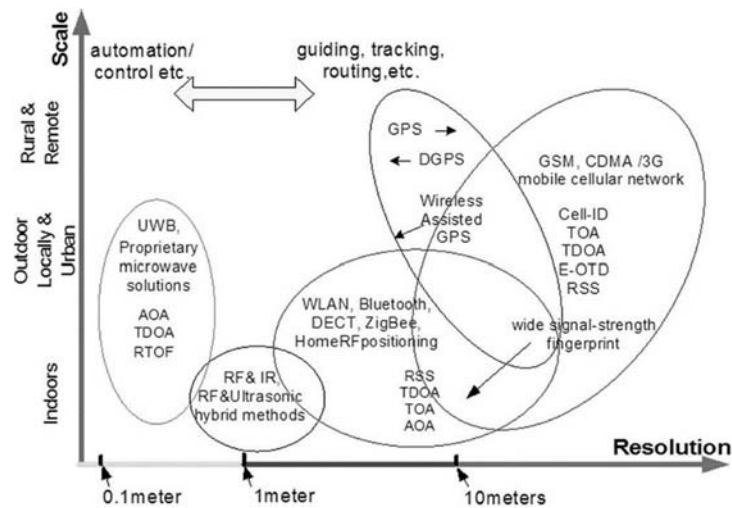 Scale
automation/
control etc.
guiding, tracking,
routing,etc.
Rural &
Remote
Outdoor
Locally &
Urban
Indoors
GPS
DGPS
Wireless
Assisted
GPS
GSM, CDMA /3G
mobile cellular network
Cell-ID
TOA
TDOA
E-OTD
RSS
UWB,
Proprietary
microwave
solutions
AOA
TDOA
RTOF
WLAN, Bluetooth,
DECT, ZigBee,
HomeRFpositioning
wide signal-strength
fingerprint
RF& IR,
RF&Ultrasonic
hybrid methods
RSS
TDOA
TOA
AOA
Resolution
0.1meter
1meter
10meters